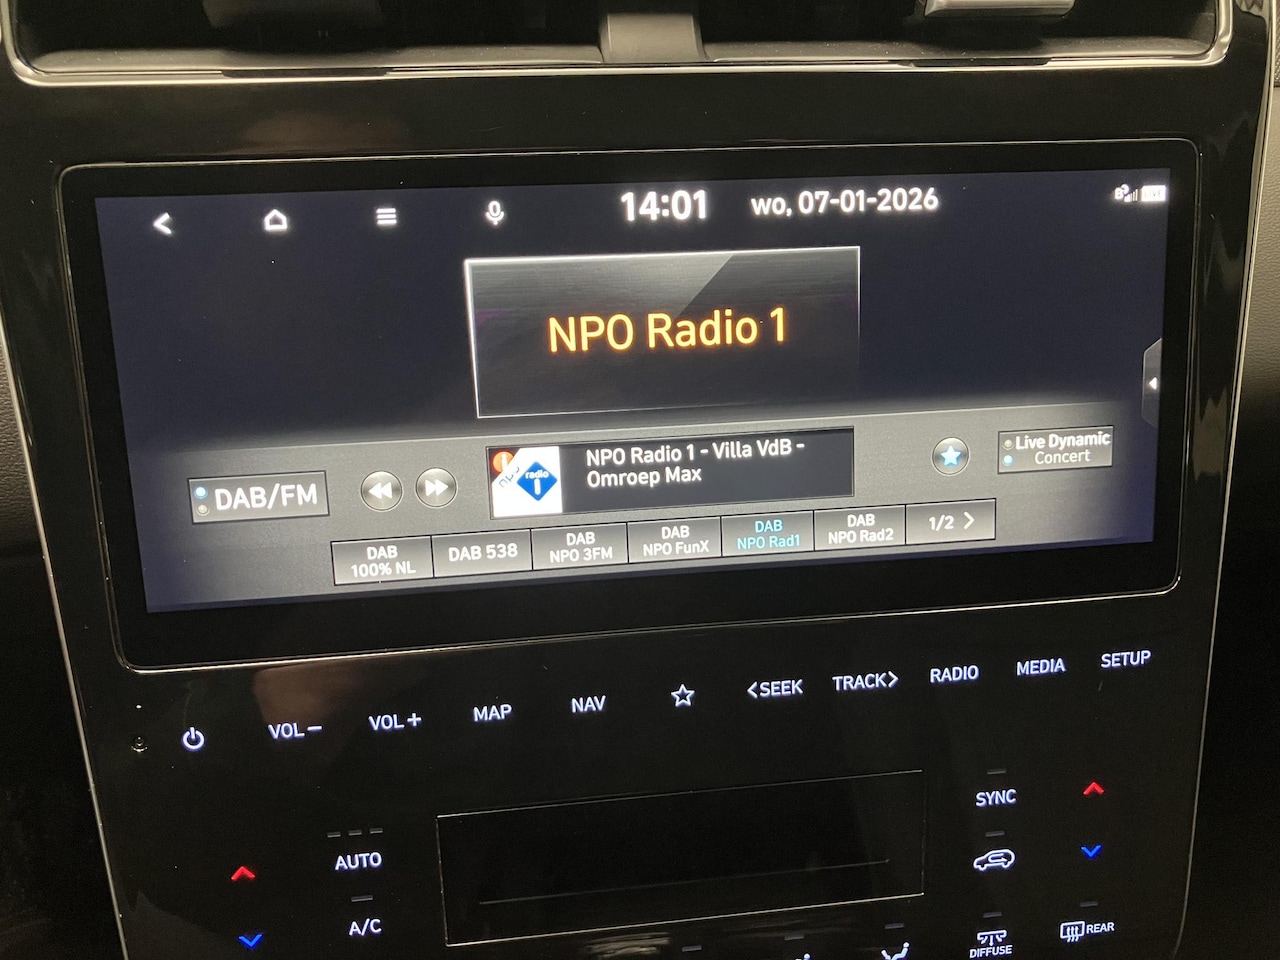 14:01 wo, 07-01-2026
NPO Radio 1
NPO Radio 1 - Villa VdB -
Omroep Max
npo
radio
1
Live Dynamic
Concert
DAB/FM
DAB
100% NL
DAB 538
DAB
NPO 3FM
DAB
NPO FunX
DAB
NPO Rad1
DAB
NPO Rad2
1/2 >
VOL−
VOL+
MAP
NAV
<SEEK
TRACK>
RADIO
MEDIA
SETUP
AUTO
A/C
SYNC
DIFFUSE
REAR